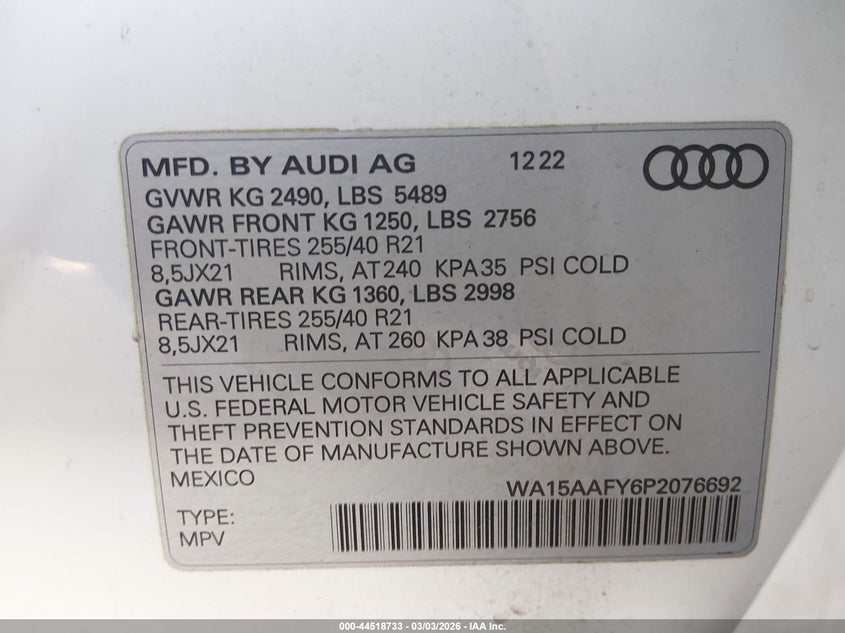 MFD. BY AUDI AG 12 22
GVWR KG 2490, LBS 5489
GAWR FRONT KG 1250, LBS 2756
FRONT-TIRES 255/40 R21
8,5JX21 RIMS, AT 240 KPA 35 PSI COLD
GAWR REAR KG 1360, LBS 2998
REAR-TIRES 255/40 R21
8,5JX21 RIMS, AT 260 KPA 38 PSI COLD
THIS VEHICLE CONFORMS TO ALL APPLICABLE
U.S. FEDERAL MOTOR VEHICLE SAFETY AND
THEFT PREVENTION STANDARDS IN EFFECT ON
THE DATE OF MANUFACTURE SHOWN ABOVE.
MEXICO
WA15AAFY6P2076692
TYPE:
MPV
000-44518733 - 03/03/2026 - IAA Inc.